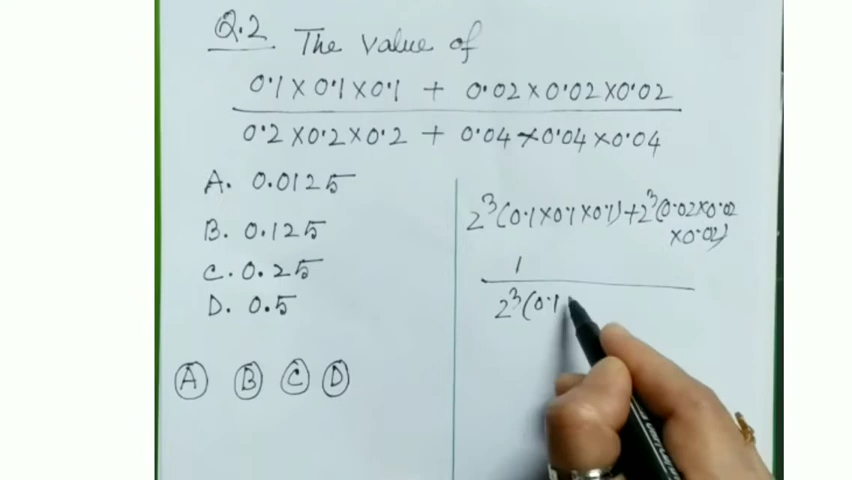 Q.2 The value of
0.1 × 0.1 × 0.1 + 0.02 × 0.02 × 0.02
0.2 × 0.2 × 0.2 + 0.04 × 0.04 × 0.04
A. 0.0125
B. 0.125
C. 0.25
D. 0.5
A B C D
2³(0.1×0.1×0.1)+2³(0.02×0.02
×0.02)
1
2³(0.1